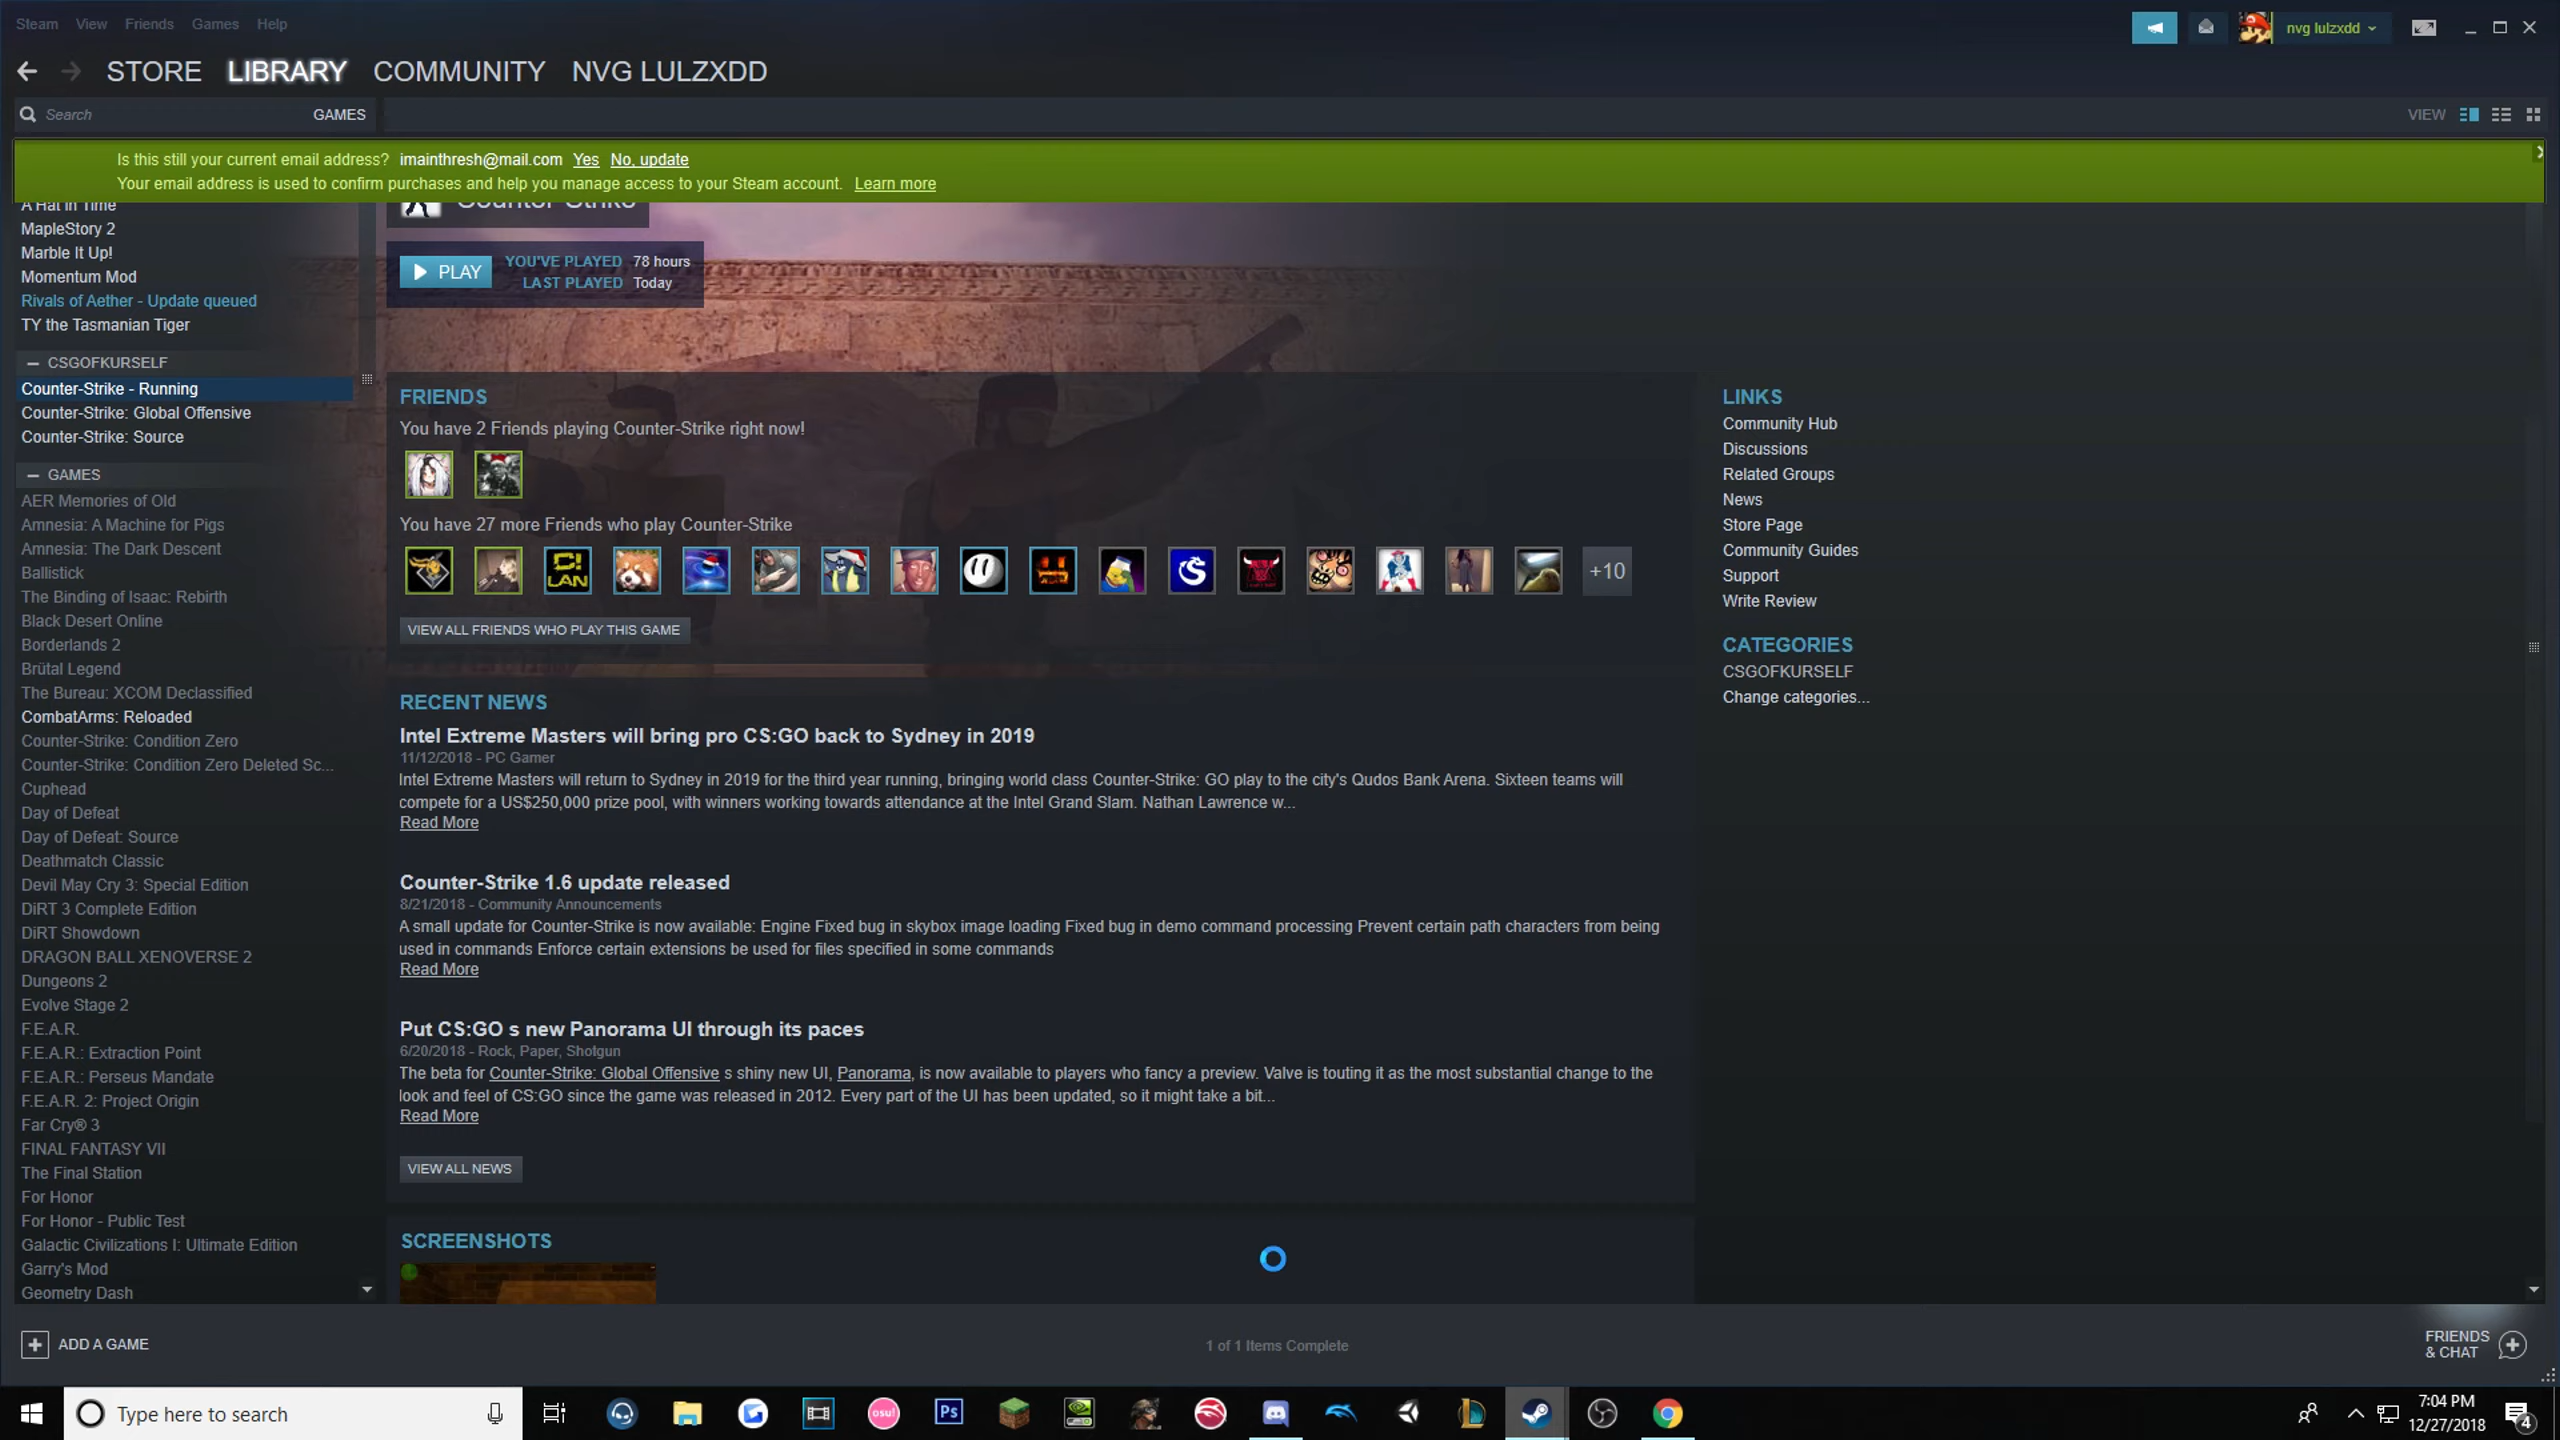 Steam View Friends Games Help
nvg lulzxdd
STORE LIBRARY COMMUNITY NVG LULZXDD
Search GAMES VIEW
Is this still your current email address? imainthresh@mail.com Yes No, update
Your email address is used to confirm purchases and help you manage access to your Steam account. Learn more
A Hat in Time
MapleStory 2
Marble It Up!
Momentum Mod
Rivals of Aether - Update queued
TY the Tasmanian Tiger
CSGOFKURSELF
Counter-Strike - Running
Counter-Strike: Global Offensive
Counter-Strike: Source
GAMES
AER Memories of Old
Amnesia: A Machine for Pigs
Amnesia: The Dark Descent
Ballistick
The Binding of Isaac: Rebirth
Black Desert Online
Borderlands 2
Brütal Legend
The Bureau: XCOM Declassified
CombatArms: Reloaded
Counter-Strike: Condition Zero
Counter-Strike: Condition Zero Deleted Sc...
Cuphead
Day of Defeat
Day of Defeat: Source
Deathmatch Classic
Devil May Cry 3: Special Edition
DiRT 3 Complete Edition
DiRT Showdown
DRAGON BALL XENOVERSE 2
Dungeons 2
Evolve Stage 2
F.E.A.R.
F.E.A.R.: Extraction Point
F.E.A.R.: Perseus Mandate
F.E.A.R. 2: Project Origin
Far Cry® 3
FINAL FANTASY VII
The Final Station
For Honor
For Honor - Public Test
Galactic Civilizations I: Ultimate Edition
Garry's Mod
Geometry Dash
Counter-Strike
PLAY
YOU'VE PLAYED 78 hours
LAST PLAYED Today
FRIENDS
You have 2 Friends playing Counter-Strike right now!
You have 27 more Friends who play Counter-Strike
C! LAN
+10
VIEW ALL FRIENDS WHO PLAY THIS GAME
RECENT NEWS
Intel Extreme Masters will bring pro CS:GO back to Sydney in 2019
11/12/2018 - PC Gamer
Intel Extreme Masters will return to Sydney in 2019 for the third year running, bringing world class Counter-Strike: GO play to the city's Qudos Bank Arena. Sixteen teams will
compete for a US$250,000 prize pool, with winners working towards attendance at the Intel Grand Slam. Nathan Lawrence w...
Read More
Counter-Strike 1.6 update released
8/21/2018 - Community Announcements
A small update for Counter-Strike is now available: Engine Fixed bug in skybox image loading Fixed bug in demo command processing Prevent certain path characters from being
used in commands Enforce certain extensions be used for files specified in some commands
Read More
Put CS:GO s new Panorama UI through its paces
6/20/2018 - Rock, Paper, Shotgun
The beta for Counter-Strike: Global Offensive s shiny new UI, Panorama, is now available to players who fancy a preview. Valve is touting it as the most substantial change to the
look and feel of CS:GO since the game was released in 2012. Every part of the UI has been updated, so it might take a bit...
Read More
VIEW ALL NEWS
SCREENSHOTS
LINKS
Community Hub
Discussions
Related Groups
News
Store Page
Community Guides
Support
Write Review
CATEGORIES
CSGOFKURSELF
Change categories...
ADD A GAME
1 of 1 Items Complete
FRIENDS
& CHAT
Type here to search
osu!
Ps
7:04 PM
12/27/2018
4